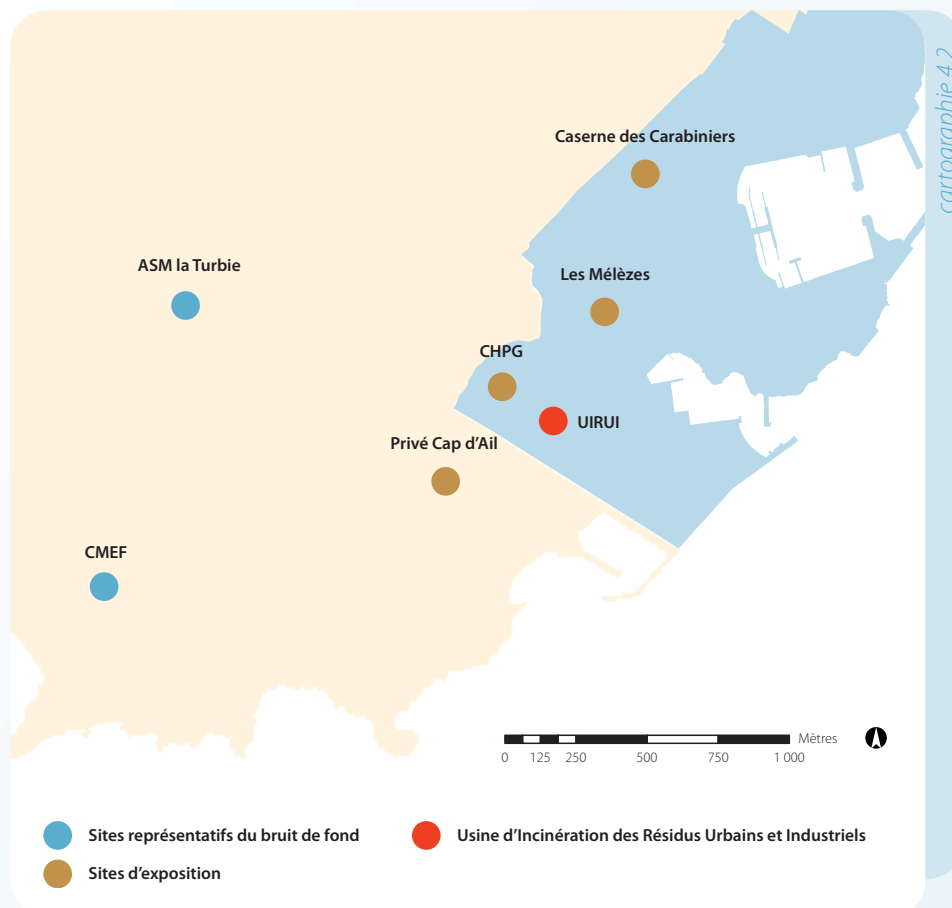 cartographie 4.2
Caserne des Carabiniers
ASM la Turbie
Les Mélèzes
CHPG
UIRUI
Privé Cap d’Ail
CMEF
Mètres
0 125 250 500 750 1 000
Sites représentatifs du bruit de fond
Usine d’Incinération des Résidus Urbains et Industriels
Sites d’exposition